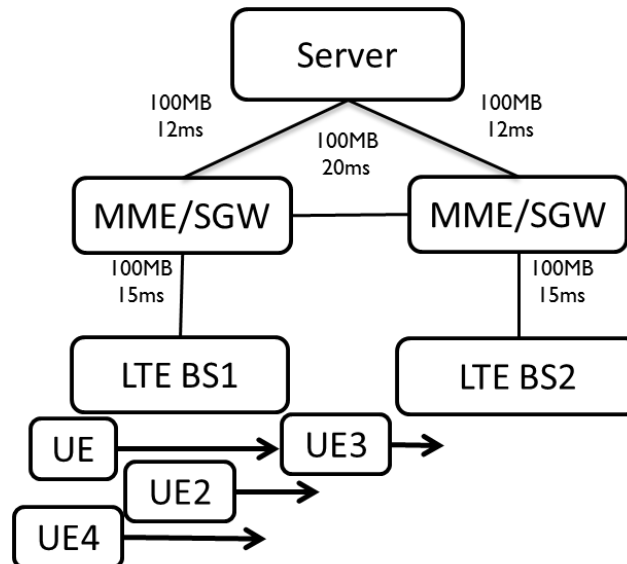 Server
100MB
12ms
100MB
12ms
100MB
20ms
MME/SGW
MME/SGW
100MB
15ms
100MB
15ms
LTE BS1
LTE BS2
UE
UE3
UE2
UE4